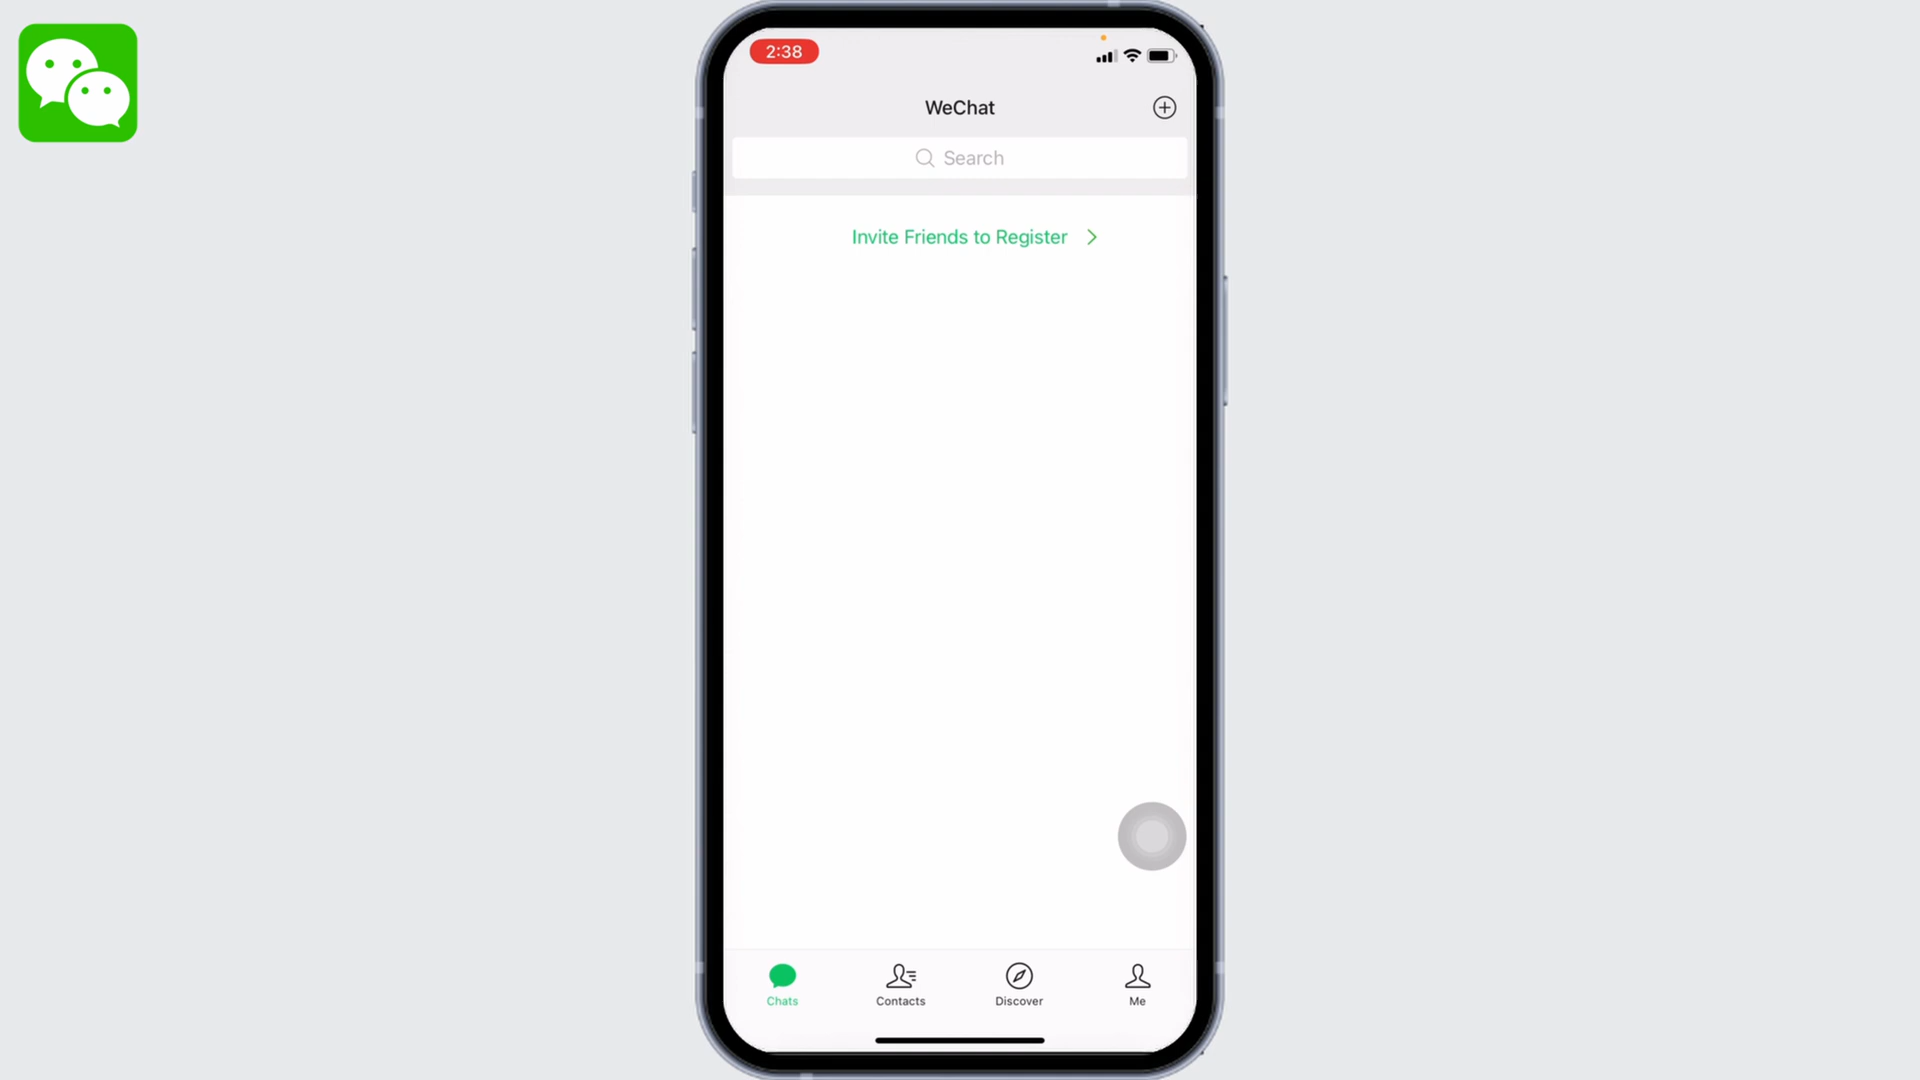 2:38
WeChat
Search
Invite Friends to Register
Chats
Contacts
Discover
Me